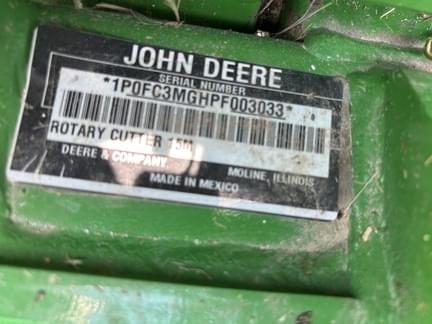 JOHN DEERE
SERIAL NUMBER
*1P0FC3MGHPF003033*
ROTARY CUTTER
DEERE & COMPANY MOLINE, ILLINOIS
MADE IN MEXICO